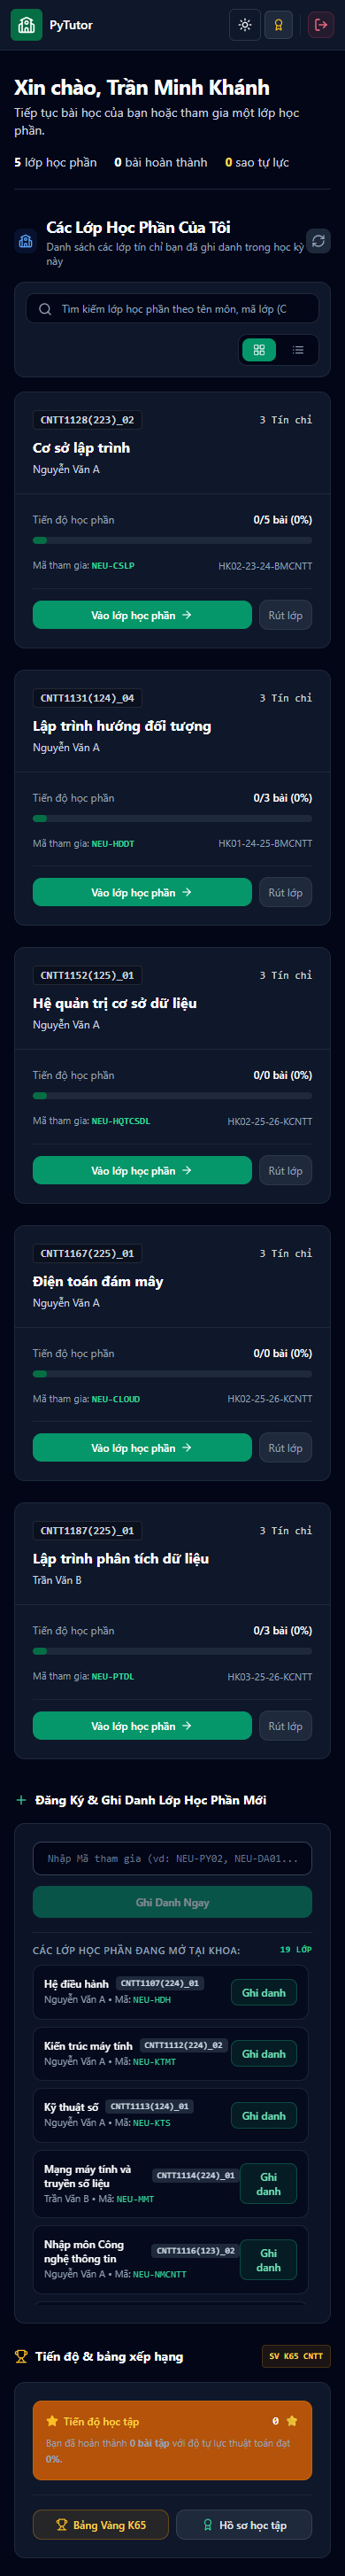 PyTutor
Xin chào, Trần Minh Khánh
Tiếp tục bài học của bạn hoặc tham gia một lớp học
phần.
5 lớp học phần 0 bài hoàn thành 0 sao tự lực
Các Lớp Học Phần Của Tôi
Danh sách các lớp tín chỉ bạn đã ghi danh trong học kỳ
này
Tìm kiếm lớp học phần theo tên môn, mã lớp (C
CNTT1128(223)_02 3 Tín chỉ
Cơ sở lập trình
Nguyễn Văn A
Tiến độ học phần 0/5 bài (0%)
Mã tham gia: NEU-CSLP HK02-23-24-BMCNTT
Vào lớp học phần → Rút lớp
CNTT1131(124)_04 3 Tín chỉ
Lập trình hướng đối tượng
Nguyễn Văn A
Tiến độ học phần 0/3 bài (0%)
Mã tham gia: NEU-HDDT HK01-24-25-BMCNTT
Vào lớp học phần → Rút lớp
CNTT1152(125)_01 3 Tín chỉ
Hệ quản trị cơ sở dữ liệu
Nguyễn Văn A
Tiến độ học phần 0/0 bài (0%)
Mã tham gia: NEU-HQTCSDL HK02-25-26-KCNTT
Vào lớp học phần → Rút lớp
CNTT1167(225)_01 3 Tín chỉ
Điện toán đám mây
Nguyễn Văn A
Tiến độ học phần 0/0 bài (0%)
Mã tham gia: NEU-CLOUD HK02-25-26-KCNTT
Vào lớp học phần → Rút lớp
CNTT1187(225)_01 3 Tín chỉ
Lập trình phân tích dữ liệu
Trần Văn B
Tiến độ học phần 0/3 bài (0%)
Mã tham gia: NEU-PTDL HK03-25-26-KCNTT
Vào lớp học phần → Rút lớp
Đăng Ký & Ghi Danh Lớp Học Phần Mới
Nhập Mã tham gia (vd: NEU-PY02, NEU-DA01...
Ghi Danh Ngay
CÁC LỚP HỌC PHẦN ĐANG MỞ TẠI KHOA: 19 LỚP
Hệ điều hành CNTT1107(224)_01
Nguyễn Văn A • Mã: NEU-HDH
Ghi danh
Kiến trúc máy tính CNTT1112(224)_02
Nguyễn Văn A • Mã: NEU-KTMT
Ghi danh
Kỹ thuật số CNTT1113(124)_01
Nguyễn Văn A • Mã: NEU-KTS
Ghi danh
Mạng máy tính và
truyền số liệu CNTT1114(224)_01
Trần Văn B • Mã: NEU-MMT
Ghi
danh
Nhập môn Công
nghệ thông tin CNTT1116(123)_02
Nguyễn Văn A • Mã: NEU-NMCNTT
Ghi
danh
Tiến độ & bảng xếp hạng SV K65 CNTT
Tiến độ học tập 0
Bạn đã hoàn thành 0 bài tập với độ tự lực thuật toán đạt
0%.
Bảng Vàng K65 Hồ sơ học tập